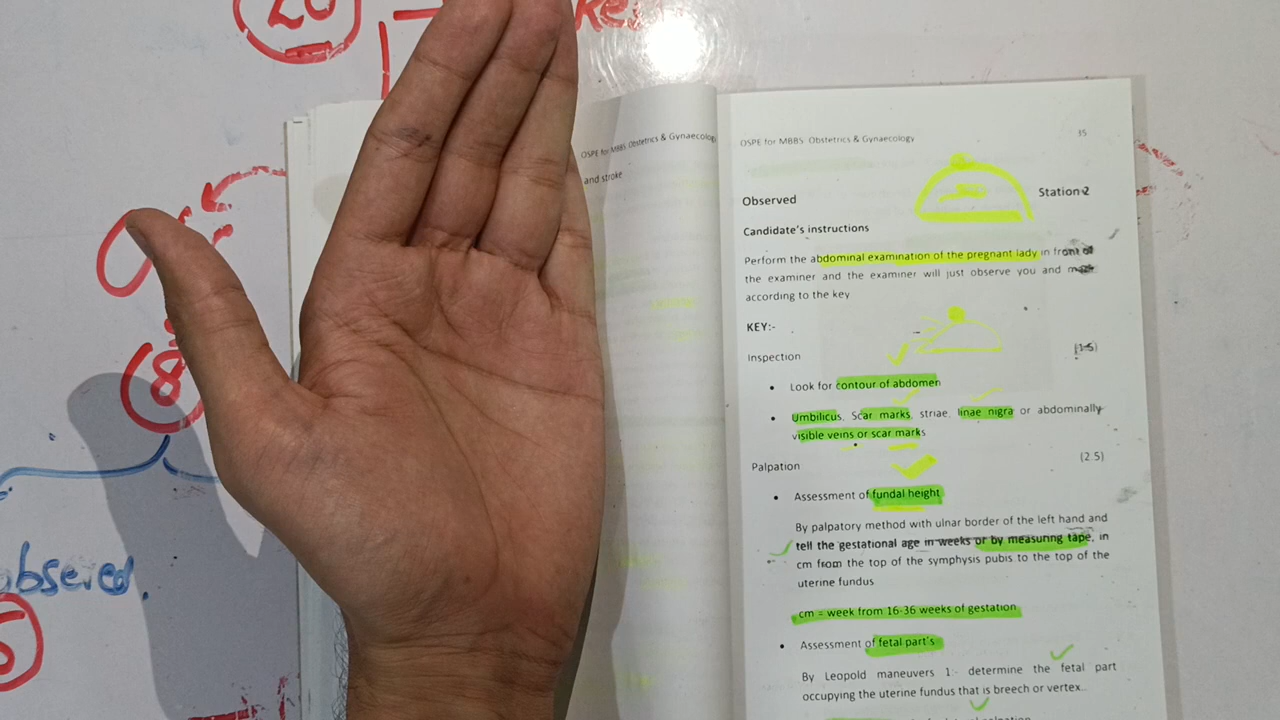 20
8
obsered.
5
OSPE for MBBS Obstetrics & Gynaecology
and stroke
OSPE for MBBS Obstetrics & Gynaecology 35
Observed Station 2
Candidate's instructions
Perform the abdominal examination of the pregnant lady in front of
the examiner and the examiner will just observe you and mark
according to the key
KEY:-
Inspection (1.5)
• Look for contour of abdomen
• Umbilicus, Scar marks, striae, linae nigra or abdominally
visible veins or scar marks
Palpation (2.5)
• Assessment of fundal height
By palpatory method with ulnar border of the left hand and
tell the gestational age in weeks or by measuring tape, in
cm from the top of the symphysis pubis to the top of the
uterine fundus
cm = week from 16-36 weeks of gestation
• Assessment of fetal part's
By Leopold maneuvers 1:- determine the fetal part
occupying the uterine fundus that is breech or vertex..